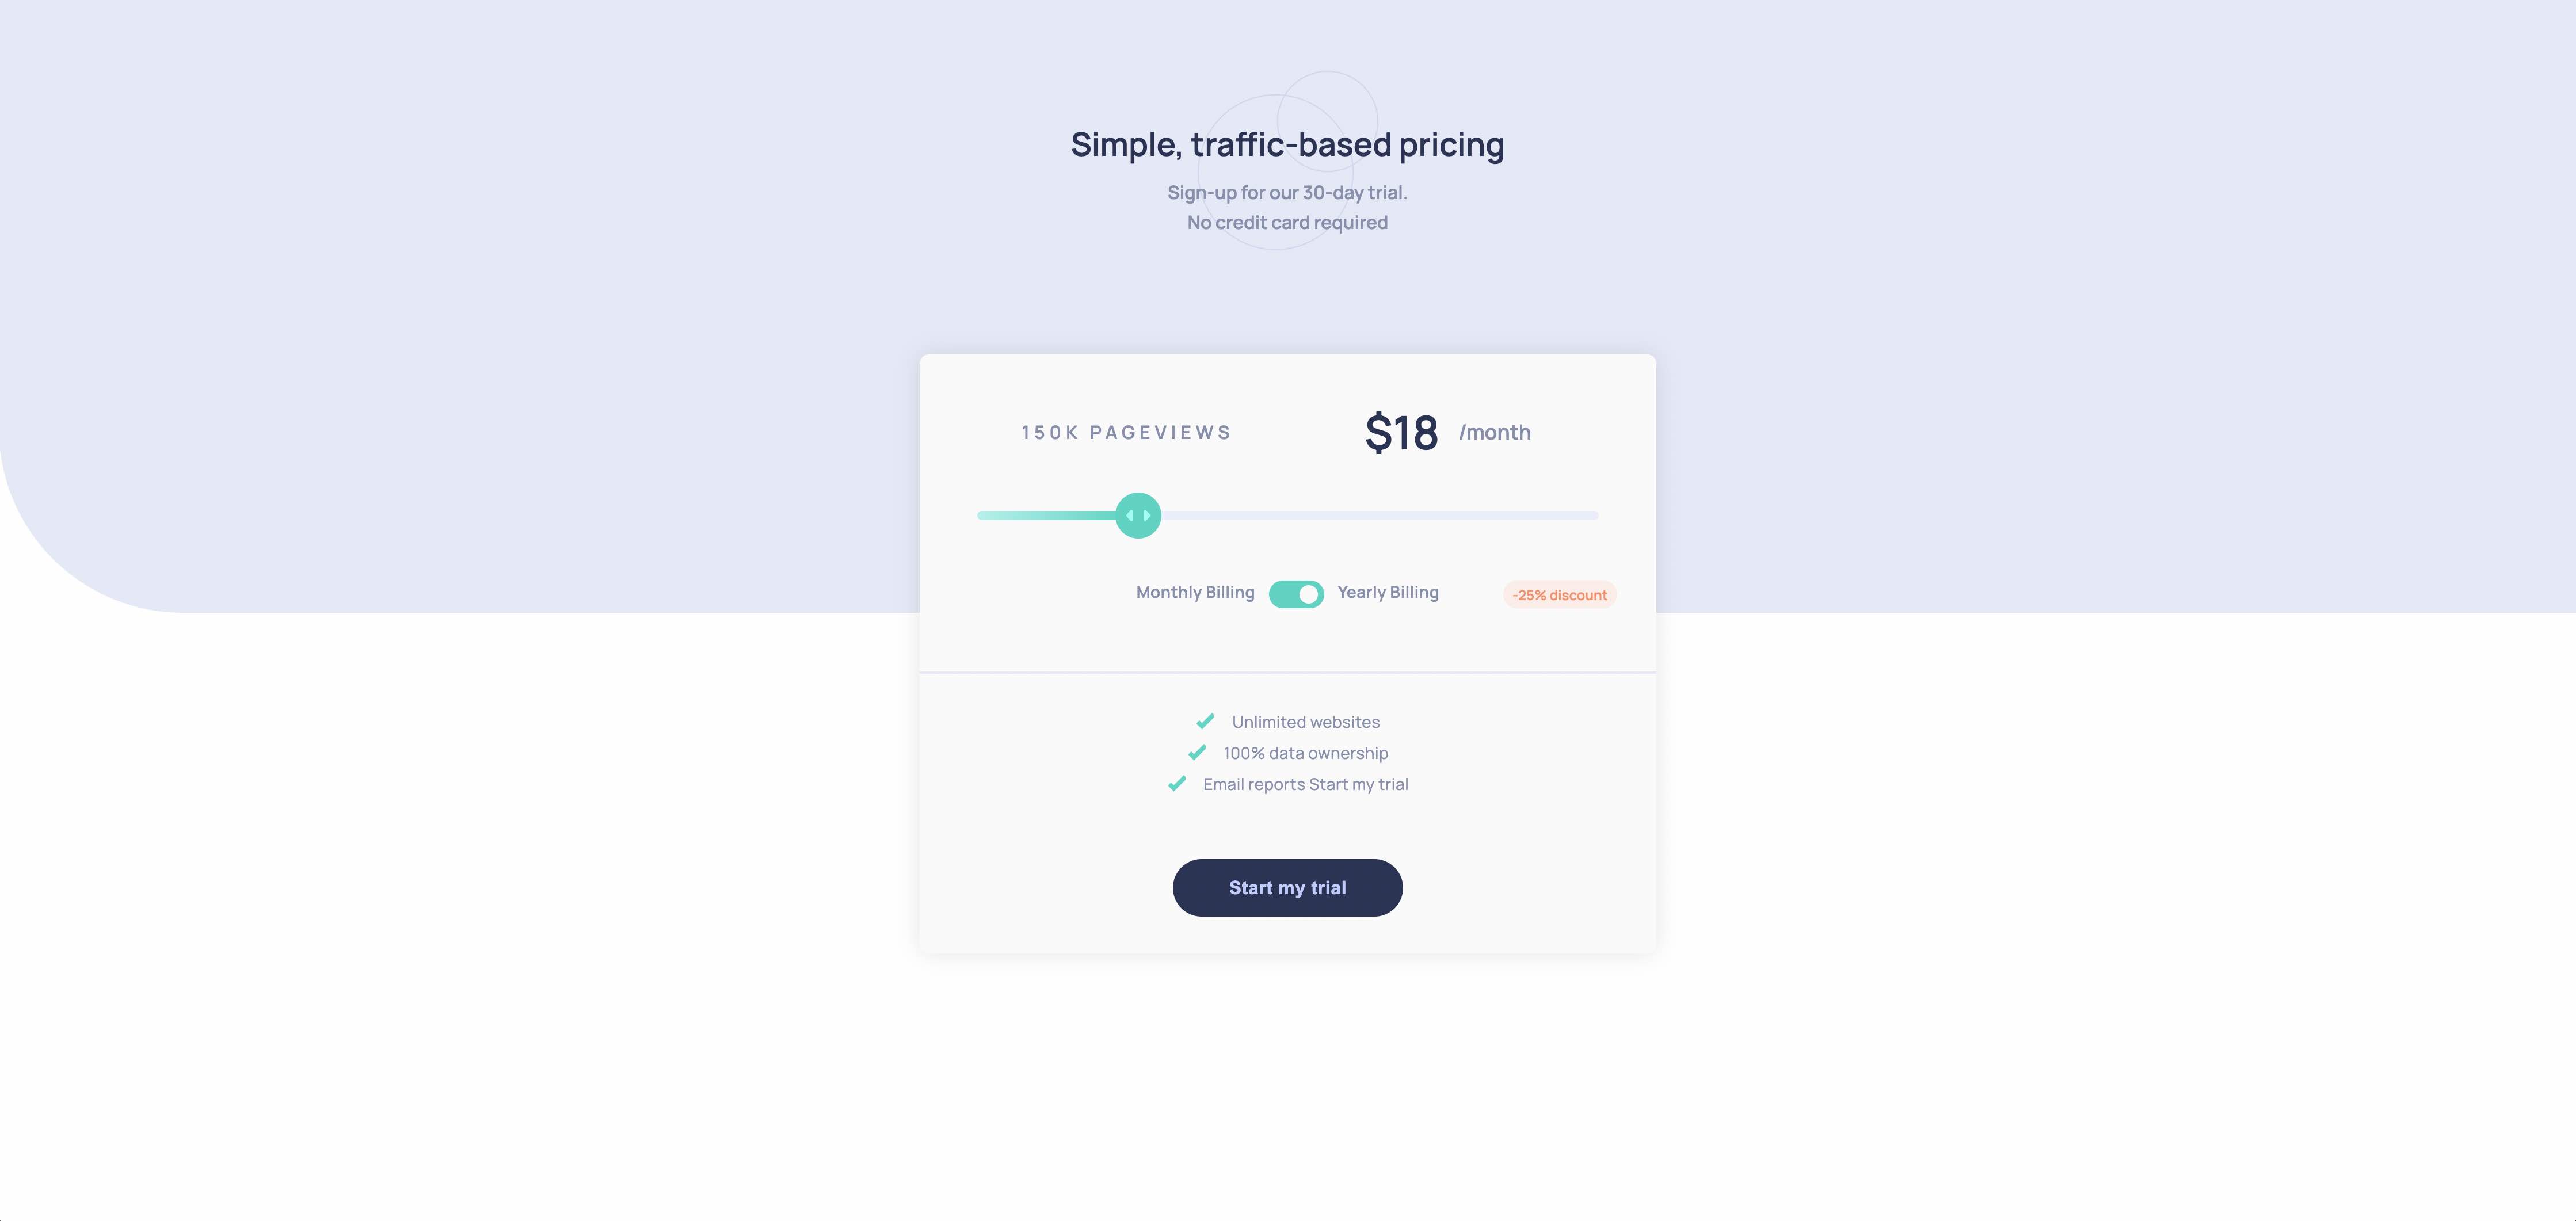 Simple, traffic-based pricing
Sign-up for our 30-day trial.
No credit card required
150K PAGEVIEWS
$18 /month
Monthly Billing Yearly Billing -25% discount
Unlimited websites
100% data ownership
Email reports Start my trial
Start my trial